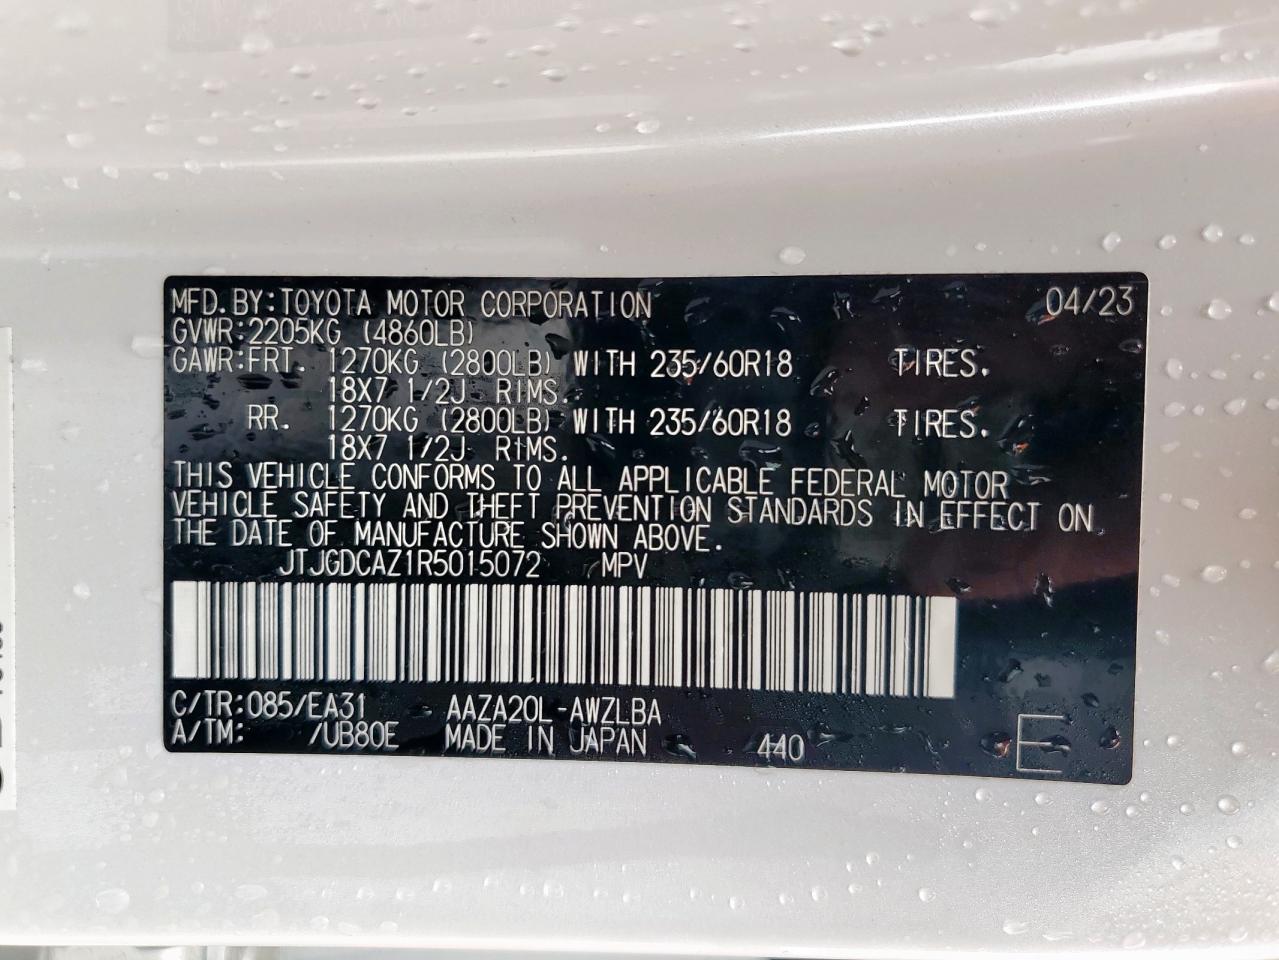 MFD.BY:TOYOTA MOTOR CORPORATION 04/23
GVWR:2205KG (4860LB)
GAWR:FRT. 1270KG (2800LB) WITH 235/60R18 TIRES.
18X7 1/2J RIMS.
RR. 1270KG (2800LB) WITH 235/60R18 TIRES.
18X7 1/2J RIMS.
THIS VEHICLE CONFORMS TO ALL APPLICABLE FEDERAL MOTOR
VEHICLE SAFETY AND THEFT PREVENTION STANDARDS IN EFFECT ON
THE DATE OF MANUFACTURE SHOWN ABOVE.
JTJGDCAZ1R5015072 MPV
C/TR:085/EA31 AAZA20L-AWZLBA
A/TM: /UB80E MADE IN JAPAN 440 E